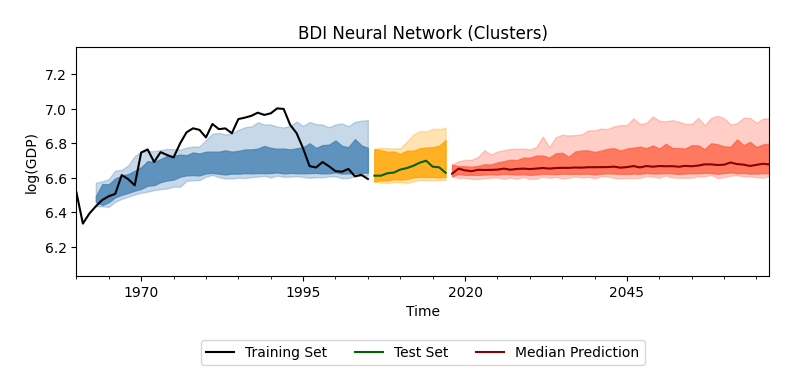 BDI Neural Network (Clusters)
log(GDP)
7.2
7.0
6.8
6.6
6.4
6.2
1970 1995 2020 2045
Time
Training Set Test Set Median Prediction